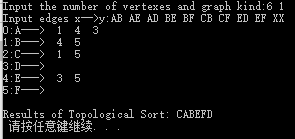 Input the number of vertexes and graph kind:6 1
Input edges x-->y:AB AE AD BE BF CB CF ED EF XX
0:A---> 1 4 3
1:B---> 4 5
2:C---> 1 5
3:D--->
4:E---> 3 5
5:F--->
Results of Topological Sort: CABEFD
请按任意键继续. . .